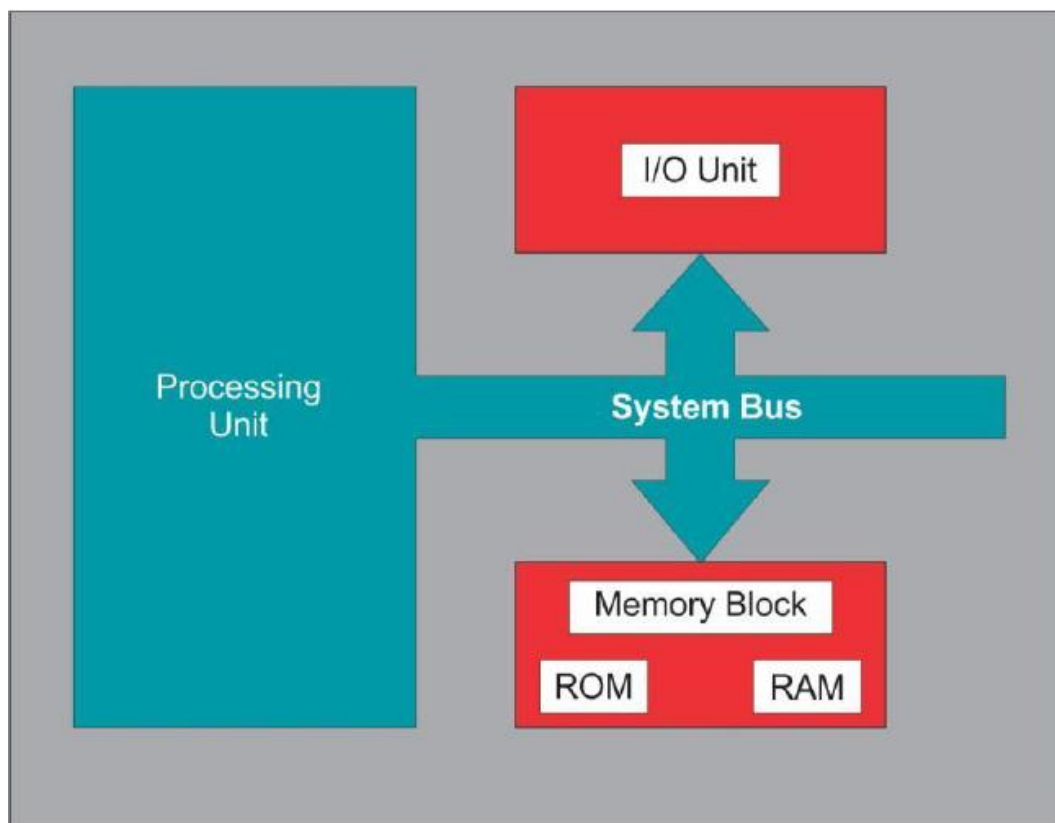 I/O Unit
Processing
Unit
System Bus
Memory Block
ROM
RAM